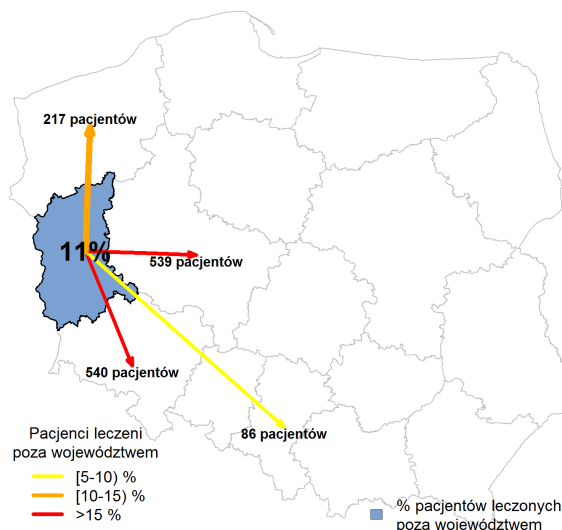 217 pacjentów
11%
539 pacjentów
540 pacjentów
86 pacjentów
Pacjenci leczeni
poza województwem
[5-10) %
[10-15) %
>15 %
% pacjentów leczonych
poza województwem